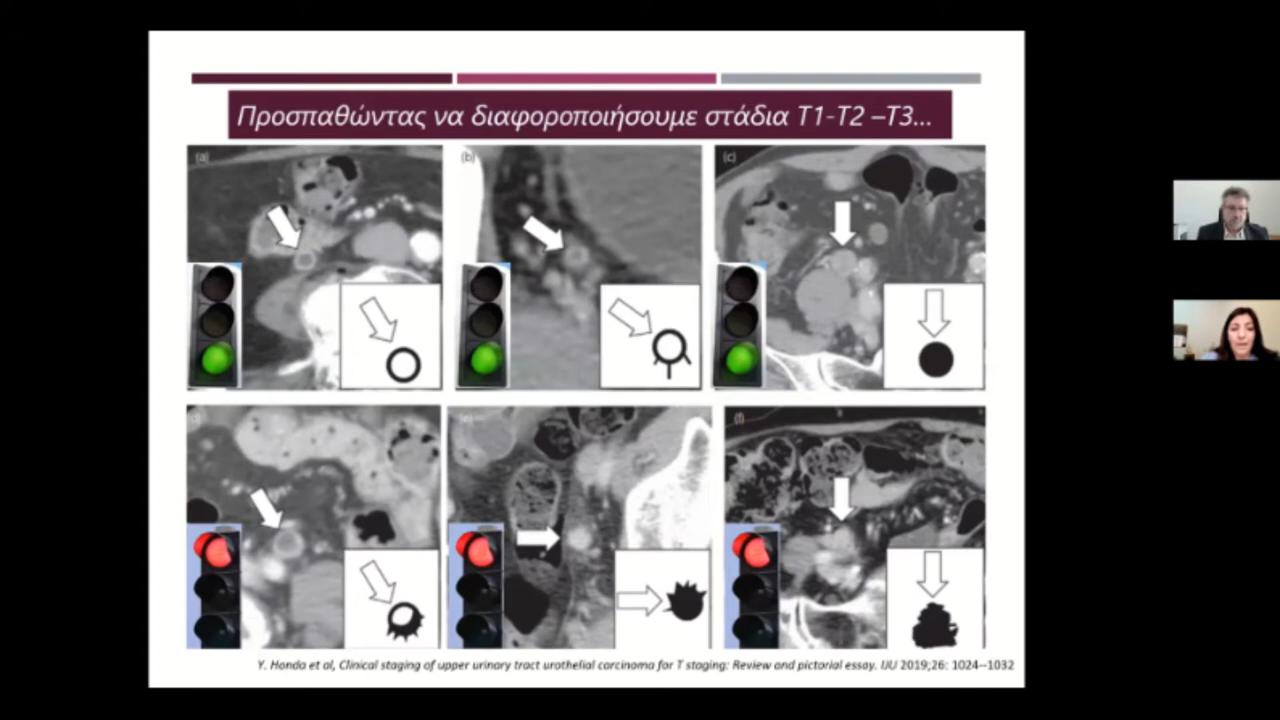 Προσπαθώντας να διαφοροποιήσουμε στάδια T1-T2 –T3...
(a)
(b)
(c)
(e)
(f)
Y. Honda et al, Clinical staging of upper urinary tract urothelial carcinoma for T staging: Review and pictorial essay. IJU 2019;26: 1024--1032